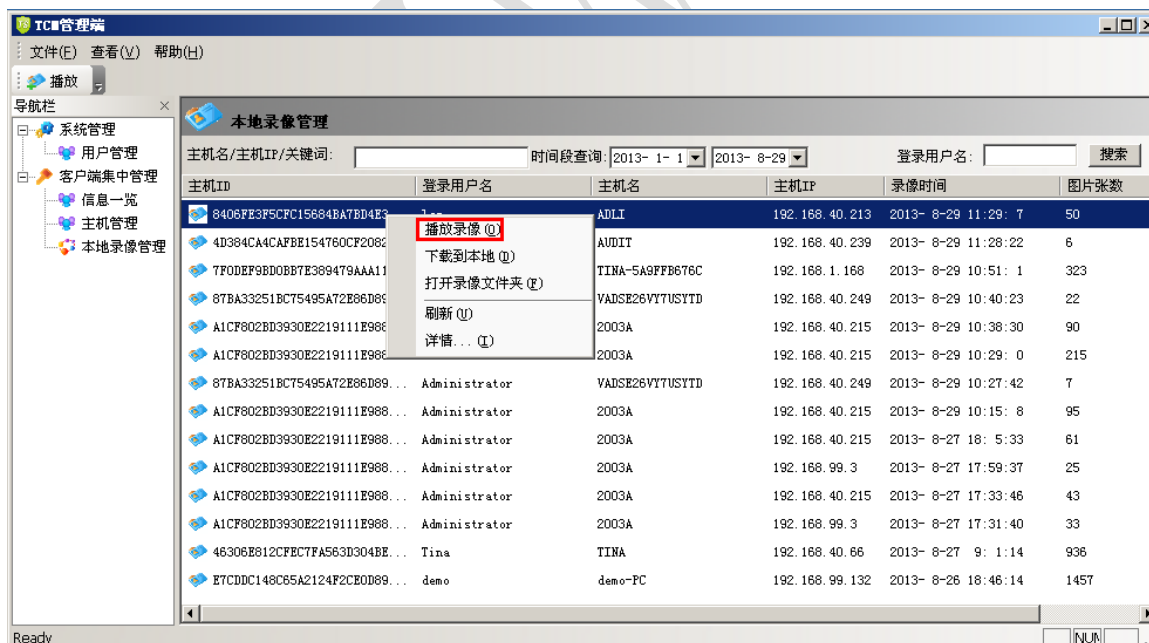 TCM管理端
文件(F) 查看(V) 帮助(H)
播放
导航栏
系统管理
用户管理
客户端集中管理
信息一览
主机管理
本地录像管理
本地录像管理
主机名/主机IP/关键词: 时间段查询: 2013- 1- 1 2013- 8-29 登录用户名: 搜索
主机ID 登录用户名 主机名 主机IP 录像时间 图片张数
8406FE3F5CFC15684BA7BD4E3 ADLI 192.168.40.213 2013- 8-29 11:29: 7 50
4D384CA4CAFBE154760CF2082 AUDIT 192.168.40.239 2013- 8-29 11:28:22 6
7F0DEF9BD0BB7E389479AAA11 TINA-5A9FFB676C 192.168.1.168 2013- 8-29 10:51: 1 323
87BA33251BC75495A72E86D89 VADSE26VY7USYTD 192.168.40.249 2013- 8-29 10:40:23 22
A1CF802BD3930E2219111E988 2003A 192.168.40.215 2013- 8-29 10:38:30 90
A1CF802BD3930E2219111E988 2003A 192.168.40.215 2013- 8-29 10:29: 0 215
87BA33251BC75495A72E86D89... Administrator VADSE26VY7USYTD 192.168.40.249 2013- 8-29 10:27:42 7
A1CF802BD3930E2219111E988... Administrator 2003A 192.168.40.215 2013- 8-29 10:15: 8 95
A1CF802BD3930E2219111E988... Administrator 2003A 192.168.40.215 2013- 8-27 18: 5:33 61
A1CF802BD3930E2219111E988... Administrator 2003A 192.168.99.3 2013- 8-27 17:59:37 25
A1CF802BD3930E2219111E988... Administrator 2003A 192.168.40.215 2013- 8-27 17:33:46 43
A1CF802BD3930E2219111E988... Administrator 2003A 192.168.99.3 2013- 8-27 17:31:40 33
46306E812CFEC7FA563D304BE... Tina TINA 192.168.40.66 2013- 8-27 9: 1:14 936
E7CDDC148C65A2124F2CE0D89... demo demo-PC 192.168.99.132 2013- 8-26 18:46:14 1457
播放录像(O)
下载到本地(D)
打开录像文件夹(F)
刷新(U)
详情...(I)
Ready NUM